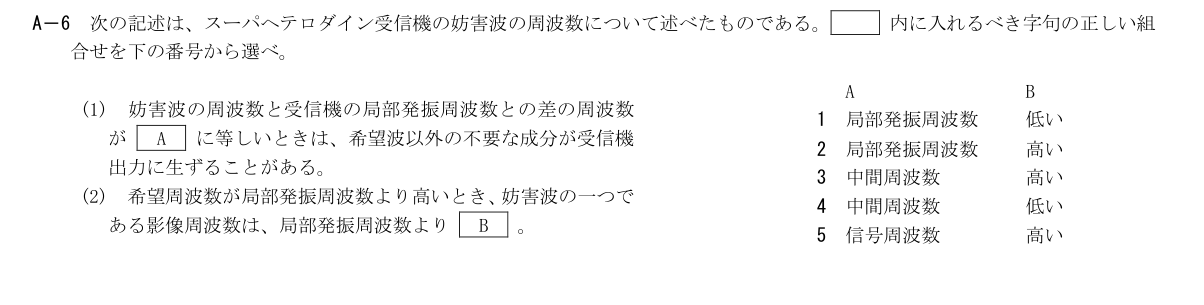 A－6 次の記述は、スーパヘテロダイン受信機の妨害波の周波数について述べたものである。 内に入れるべき字句の正しい組
合せを下の番号から選べ。
(1) 妨害波の周波数と受信機の局部発振周波数との差の周波数
が A に等しいときは、希望波以外の不要な成分が受信機
出力に生ずることがある。
(2) 希望周波数が局部発振周波数より高いとき、妨害波の一つで
ある影像周波数は、局部発振周波数より B 。
A B
1 局部発振周波数 低い
2 局部発振周波数 高い
3 中間周波数 高い
4 中間周波数 低い
5 信号周波数 高い